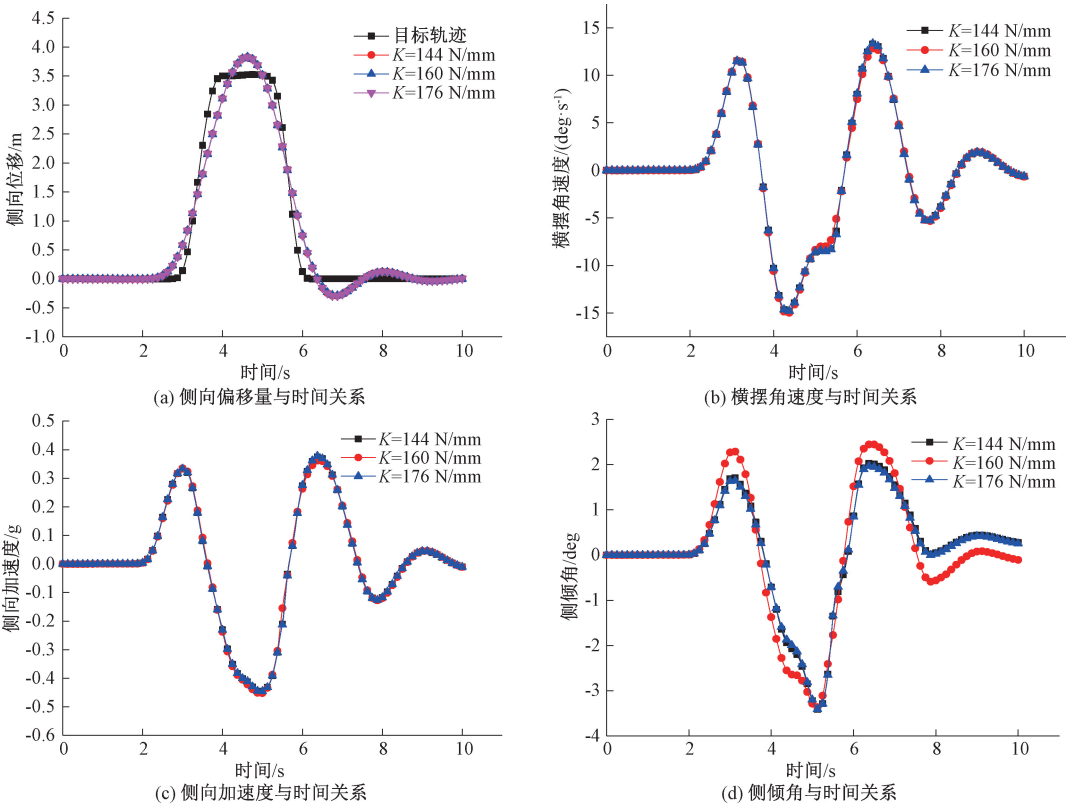 4.5
4.0
3.5
3.0
2.5
2.0
1.5
1.0
0.5
0.0
-0.5
-1.0
侧向位移/m
目标轨迹
K=144 N/mm
K=160 N/mm
K=176 N/mm
0 2 4 6 8 10
时间/s
(a) 侧向偏移量与时间关系
15
10
5
0
-5
-10
-15
横摆角速度/(deg·s⁻¹)
K=144 N/mm
K=160 N/mm
K=176 N/mm
0 2 4 6 8 10
时间/s
(b) 横摆角速度与时间关系
0.5
0.4
0.3
0.2
0.1
0.0
-0.1
-0.2
-0.3
-0.4
-0.5
-0.6
侧向加速度/g
K=144 N/mm
K=160 N/mm
K=176 N/mm
0 2 4 6 8 10
时间/s
(c) 侧向加速度与时间关系
3
2
1
0
-1
-2
-3
-4
侧倾角/deg
K=144 N/mm
K=160 N/mm
K=176 N/mm
0 2 4 6 8 10
时间/s
(d) 侧倾角与时间关系